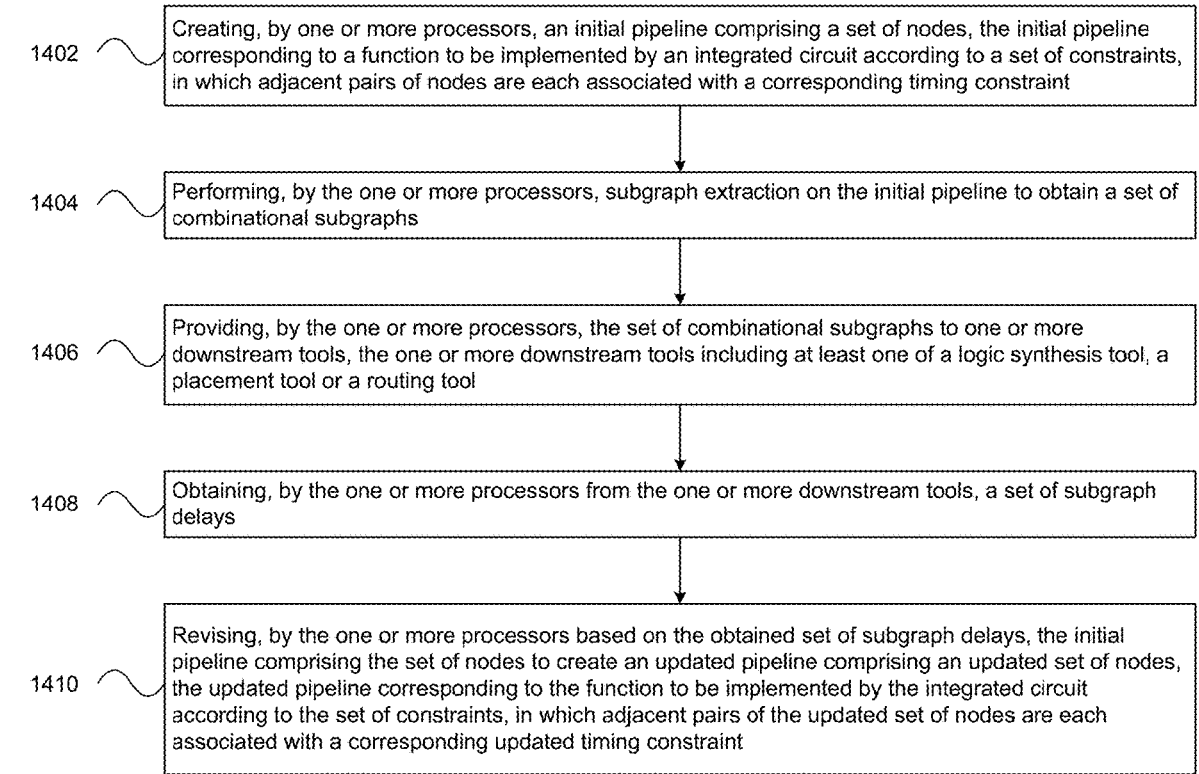 1402
Creating, by one or more processors, an initial pipeline comprising a set of nodes, the initial pipeline
corresponding to a function to be implemented by an integrated circuit according to a set of constraints,
in which adjacent pairs of nodes are each associated with a corresponding timing constraint
1404
Performing, by the one or more processors, subgraph extraction on the initial pipeline to obtain a set of
combinational subgraphs
1406
Providing, by the one or more processors, the set of combinational subgraphs to one or more
downstream tools, the one or more downstream tools including at least one of a logic synthesis tool, a
placement tool or a routing tool
1408
Obtaining, by the one or more processors from the one or more downstream tools, a set of subgraph
delays
1410
Revising, by the one or more processors based on the obtained set of subgraph delays, the initial
pipeline comprising the set of nodes to create an updated pipeline comprising an updated set of nodes,
the updated pipeline corresponding to the function to be implemented by the integrated circuit
according to the set of constraints, in which adjacent pairs of the updated set of nodes are each
associated with a corresponding updated timing constraint